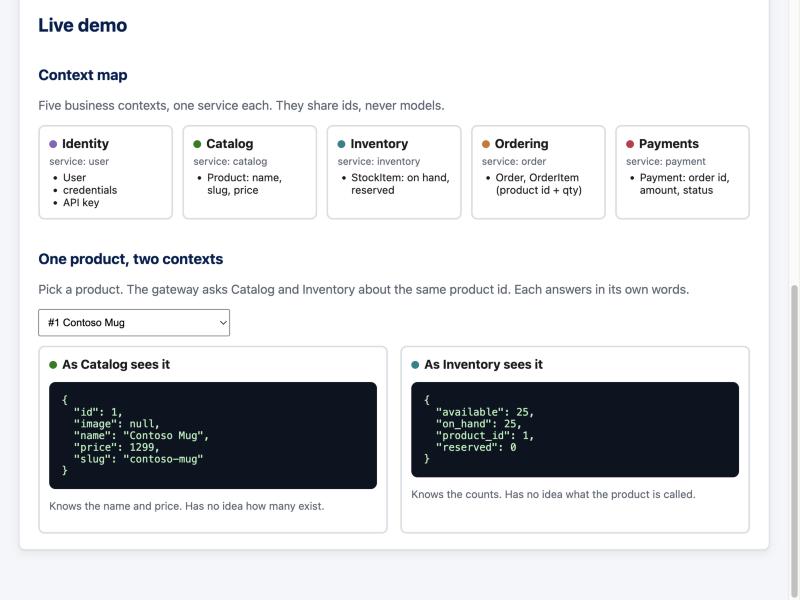 Live demo
Context map
Five business contexts, one service each. They share ids, never models.
Identity
service: user
• User
• credentials
• API key
Catalog
service: catalog
• Product: name,
slug, price
Inventory
service: inventory
• StockItem: on hand,
reserved
Ordering
service: order
• Order, OrderItem
(product id + qty)
Payments
service: payment
• Payment: order id,
amount, status
One product, two contexts
Pick a product. The gateway asks Catalog and Inventory about the same product id. Each answers in its own words.
#1 Contoso Mug
As Catalog sees it
{
  "id": 1,
  "image": null,
  "name": "Contoso Mug",
  "price": 1299,
  "slug": "contoso-mug"
}
Knows the name and price. Has no idea how many exist.
As Inventory sees it
{
  "available": 25,
  "on_hand": 25,
  "product_id": 1,
  "reserved": 0
}
Knows the counts. Has no idea what the product is called.